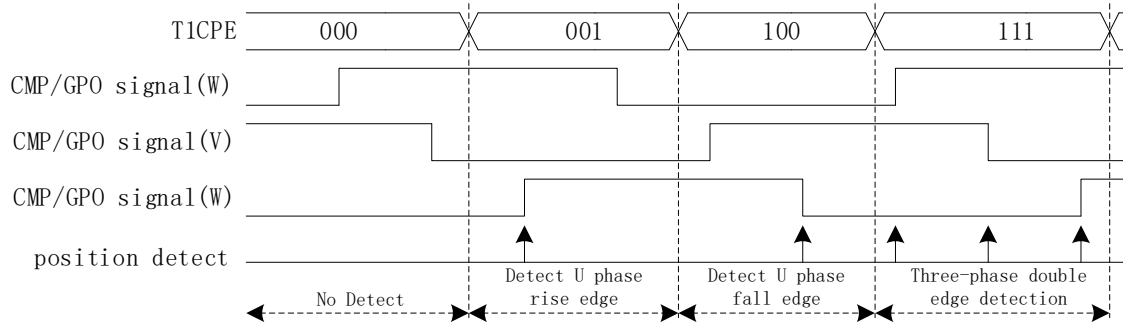 T1CPE 000 001 100 111
CMP/GPO signal(W)
CMP/GPO signal(V)
CMP/GPO signal(W)
position detect
No Detect
Detect U phase
rise edge
Detect U phase
fall edge
Three-phase double
edge detection